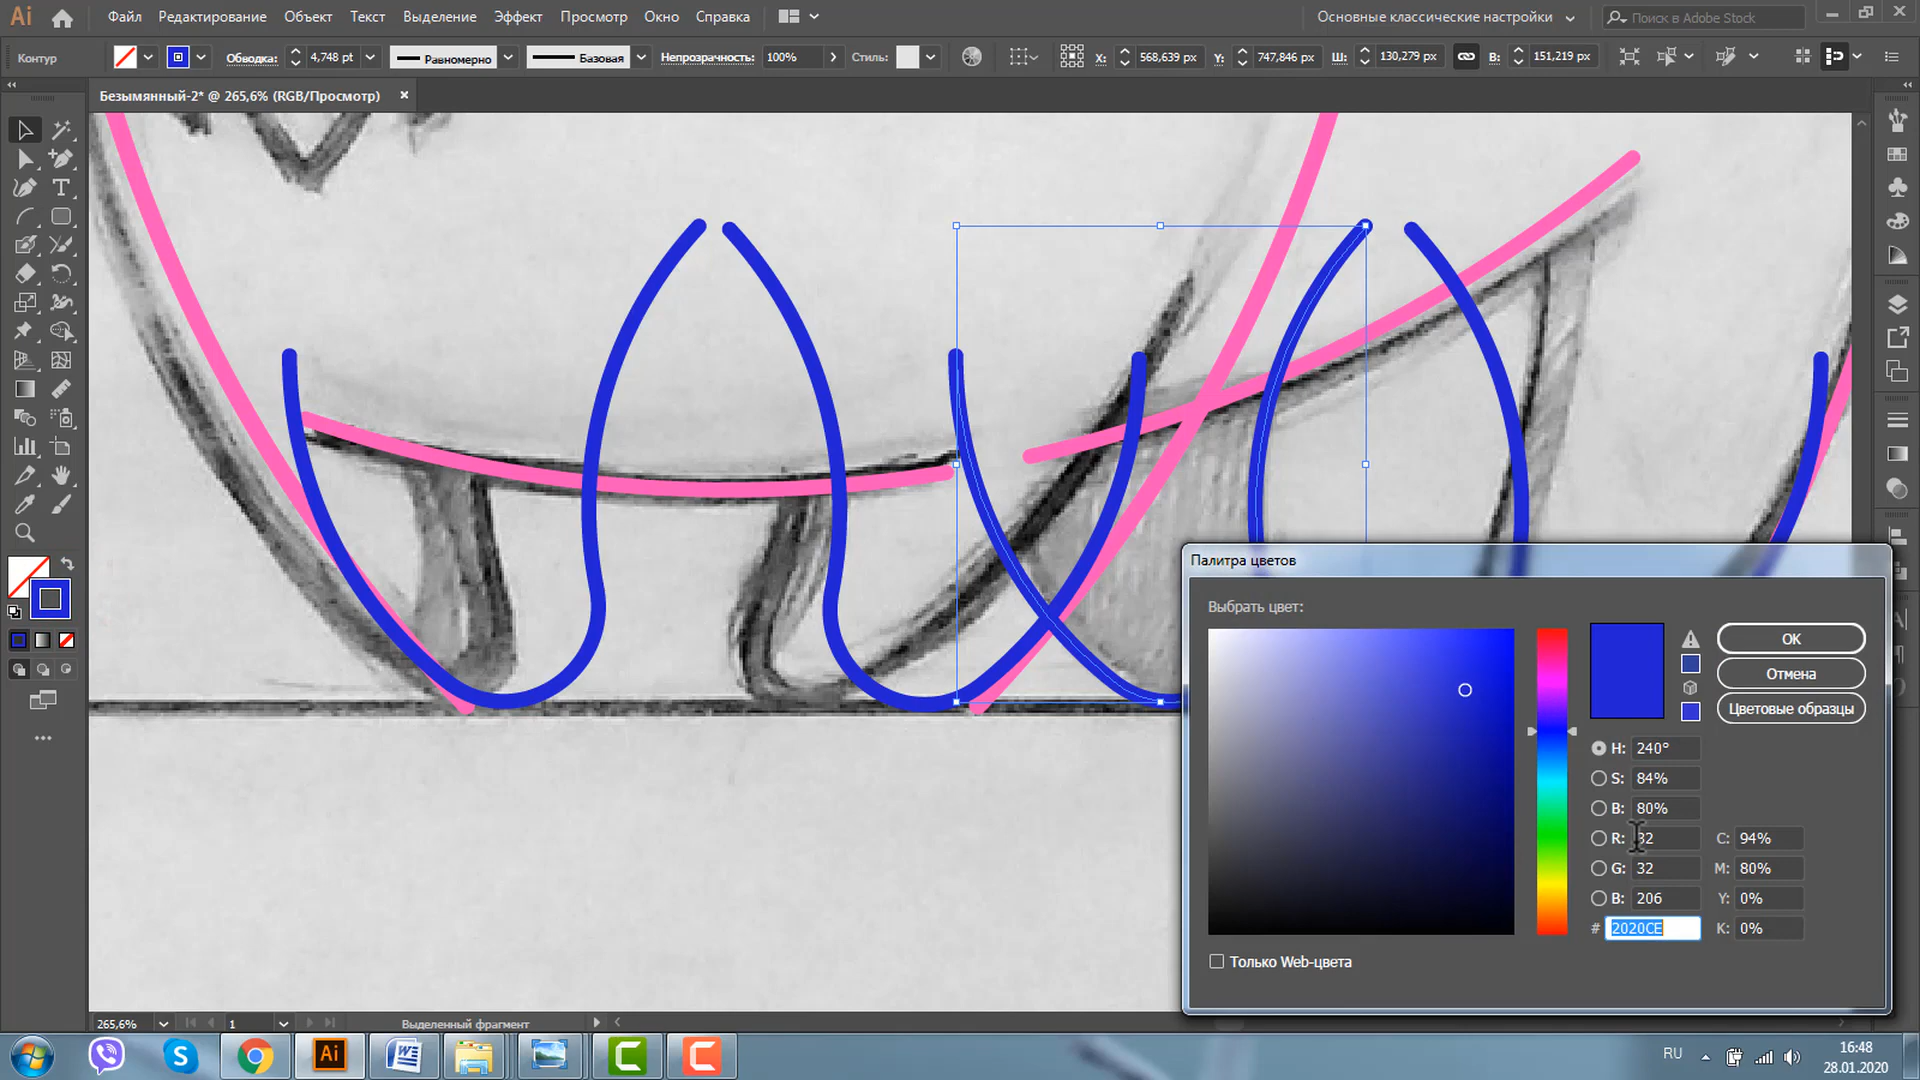 Ai Файл Редактирование Объект Текст Выделение Эффект Просмотр Окно Справка Основные классические настройки Поиск в Adobe Stock
Контур Обводка: 4,748 pt Равномерно Базовая Непрозрачность: 100% Стиль: X: 568,639 px Y: 747,846 px Ш: 130,279 px В: 151,219 px
Безымянный-2* @ 265,6% (RGB/Просмотр)
Палитра цветов
Выбрать цвет:
OK
Отмена
Цветовые образцы
H: 240°
S: 84%
B: 80%
R: 32 C: 94%
G: 32 M: 80%
B: 206 Y: 0%
# 2020CE K: 0%
Только Web-цвета
265,6% 1 Выделенный фрагмент
RU 16:48
28.01.2020